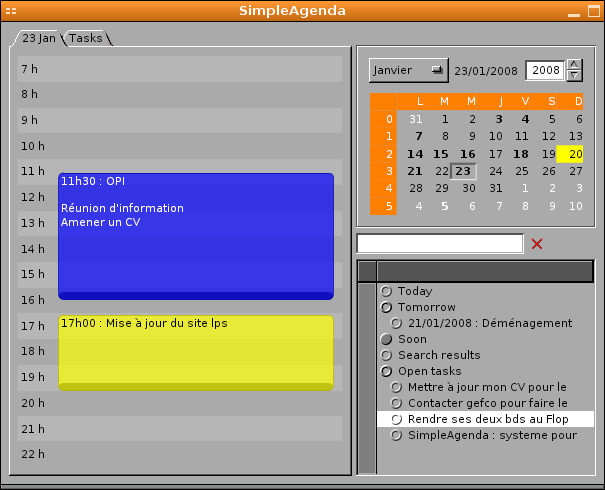 SimpleAgenda
23 Jan
Tasks
7 h
8 h
9 h
10 h
11 h
12 h
13 h
14 h
15 h
16 h
17 h
18 h
19 h
20 h
21 h
22 h
11h30 : OPI
Réunion d'information
Amener un CV
17h00 : Mise à jour du site lps
Janvier 23/01/2008 2008
L M M J V S D
0 31 1 2 3 4 5 6
1 7 8 9 10 11 12 13
2 14 15 16 17 18 19 20
3 21 22 23 24 25 26 27
4 28 29 30 31 1 2 3
5 4 5 6 7 8 9 10
Today
Tomorrow
21/01/2008 : Déménagement
Soon
Search results
Open tasks
Mettre à jour mon CV pour le
Contacter gefco pour faire le
Rendre ses deux bds au Flop
SimpleAgenda : systeme pour